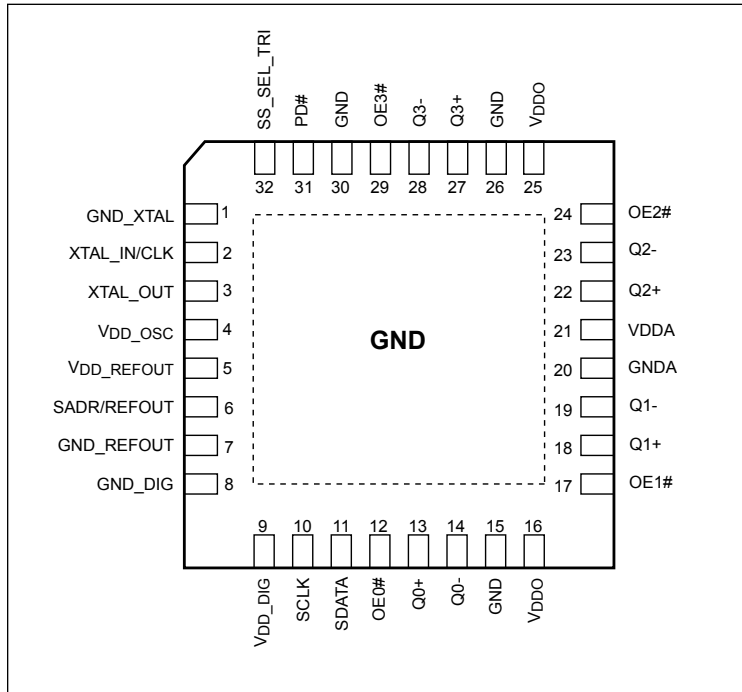 SS_SEL_TRI
PD#
GND
OE3#
Q3-
Q3+
GND
VDDO
32 31 30 29 28 27 26 25
GND_XTAL 1
XTAL_IN/CLK 2
XTAL_OUT 3
VDD_OSC 4
VDD_REFOUT 5
SADR/REFOUT 6
GND_REFOUT 7
GND_DIG 8
GND
24 OE2#
23 Q2-
22 Q2+
21 VDDA
20 GNDA
19 Q1-
18 Q1+
17 OE1#
9 10 11 12 13 14 15 16
VDD_DIG
SCLK
SDATA
OE0#
Q0+
Q0-
GND
VDDO